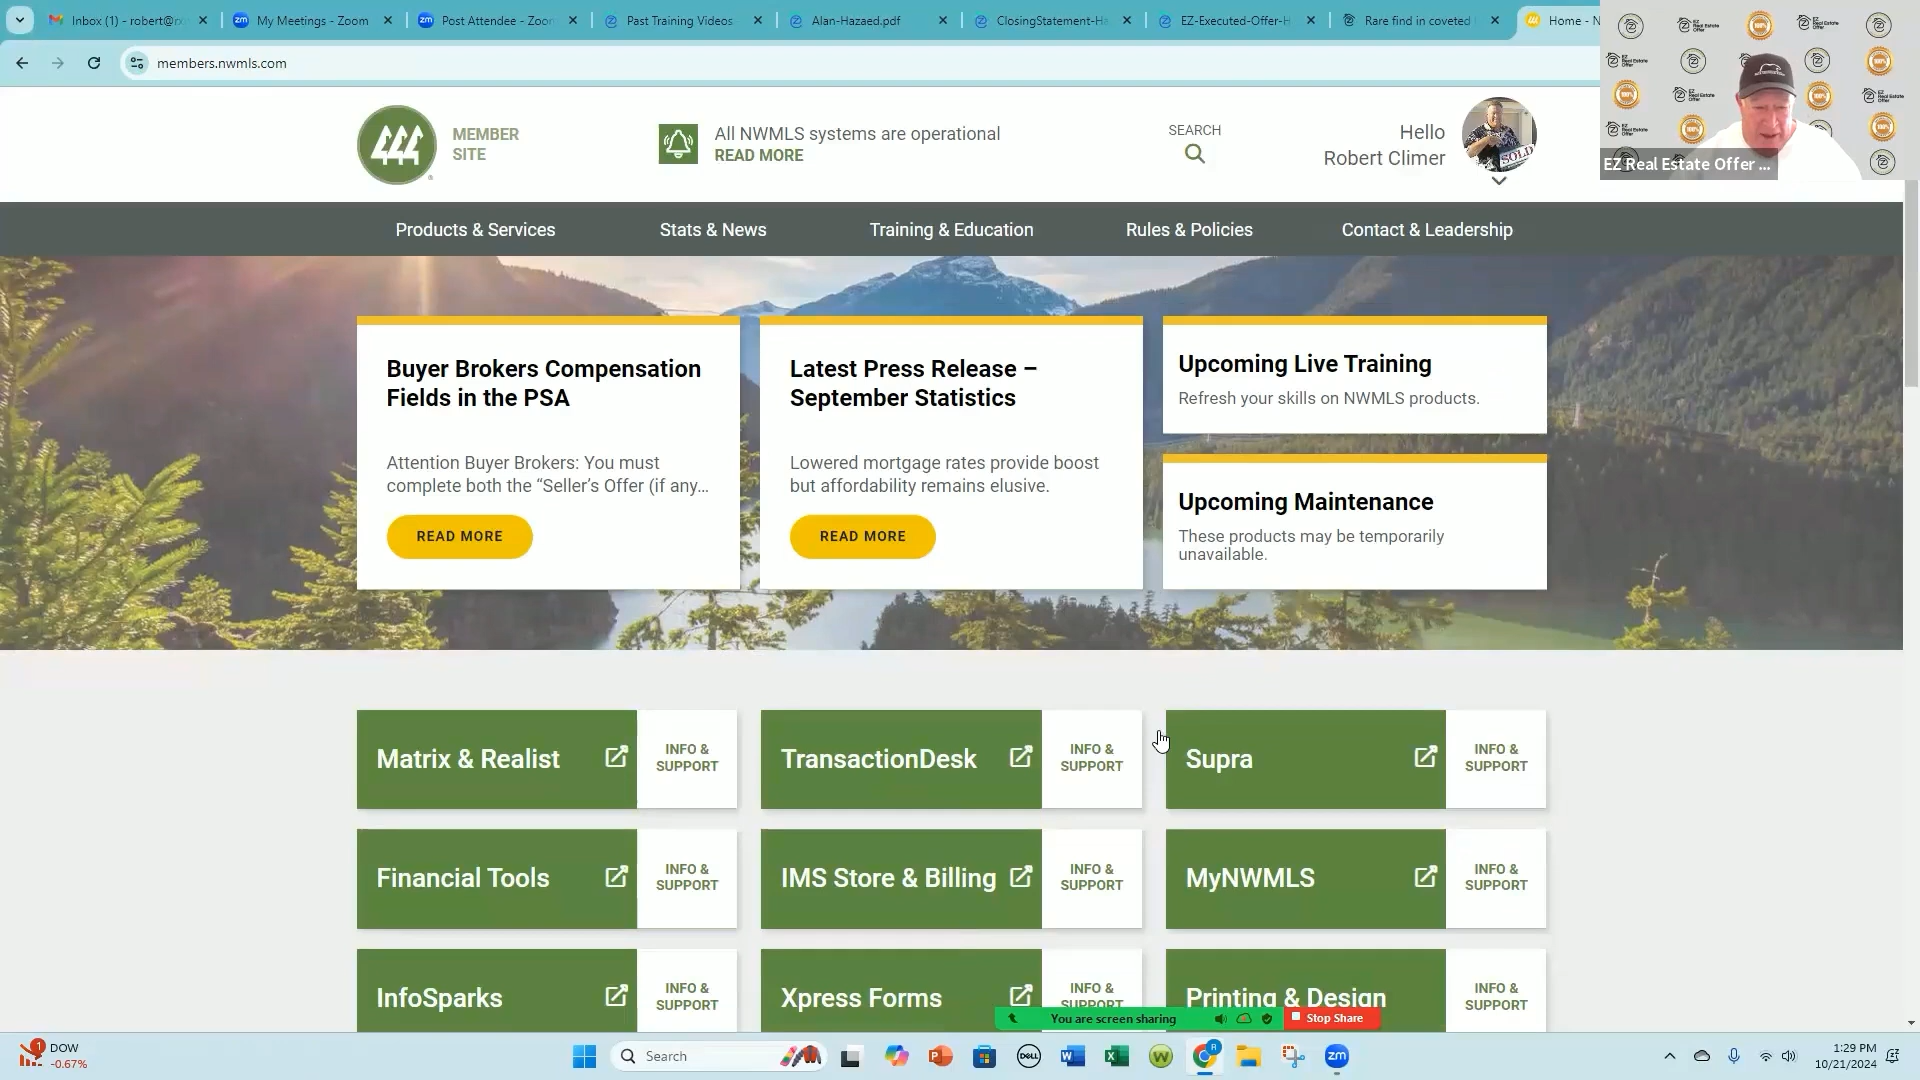 Inbox (1) - robert@
My Meetings - Zoom
Post Attendee - Zoom
Past Training Videos
Alan-Hazaed.pdf
ClosingStatement-Ha
EZ-Executed-Offer-H
Rare find in coveted
Home - N
members.nwmls.com
MEMBER
SITE
All NWMLS systems are operational
READ MORE
SEARCH
Hello
Robert Climer
SOLD
EZ Real Estate Offer ...
Products & Services
Stats & News
Training & Education
Rules & Policies
Contact & Leadership
Buyer Brokers Compensation
Fields in the PSA
Attention Buyer Brokers: You must
complete both the “Seller’s Offer (if any...
READ MORE
Latest Press Release –
September Statistics
Lowered mortgage rates provide boost
but affordability remains elusive.
READ MORE
Upcoming Live Training
Refresh your skills on NWMLS products.
Upcoming Maintenance
These products may be temporarily
unavailable.
Matrix & Realist
INFO &
SUPPORT
TransactionDesk
INFO &
SUPPORT
Supra
INFO &
SUPPORT
Financial Tools
INFO &
SUPPORT
IMS Store & Billing
INFO &
SUPPORT
MyNWMLS
INFO &
SUPPORT
InfoSparks
INFO &
SUPPORT
Xpress Forms
INFO &
SUPPORT
Printing & Design
INFO &
SUPPORT
You are screen sharing
Stop Share
1
DOW
-0.67%
Search
DELL
zm
1:29 PM
10/21/2024